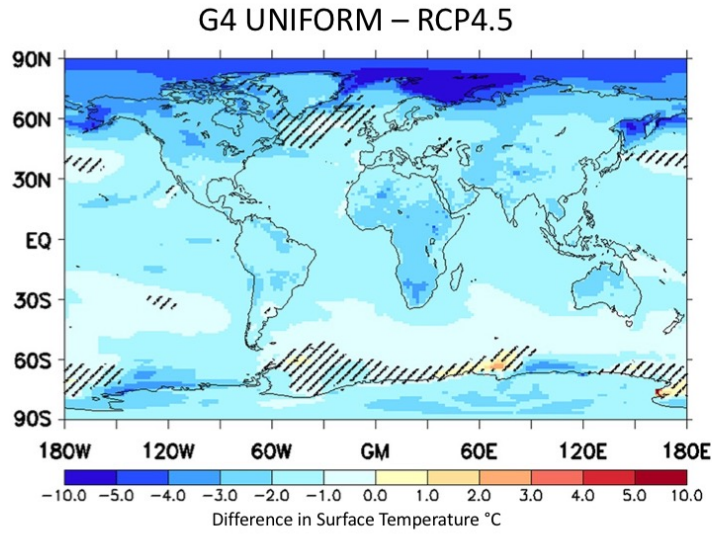 G4 UNIFORM – RCP4.5
90N
60N
30N
EQ
30S
60S
90S
180W 120W 60W GM 60E 120E 180E
−10.0 −5.0 −4.0 −3.0 −2.0 −1.0 0.0 1.0 2.0 3.0 4.0 5.0 10.0
Difference in Surface Temperature °C